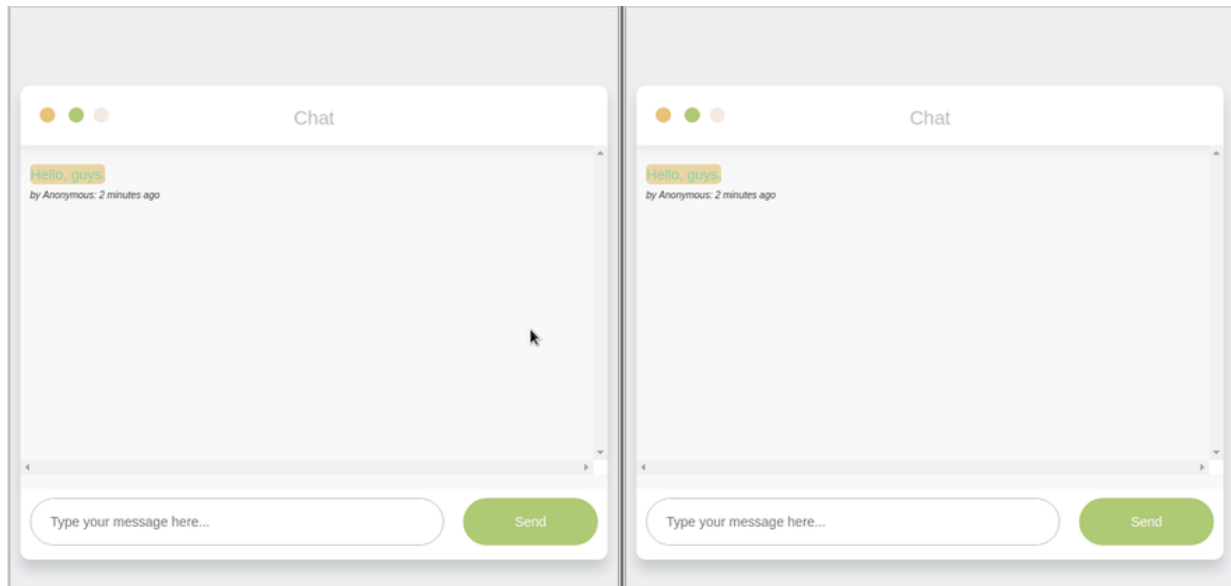 Chat
Hello, guys.
by Anonymous: 2 minutes ago
Type your message here...
Send
Chat
Hello, guys.
by Anonymous: 2 minutes ago
Type your message here...
Send